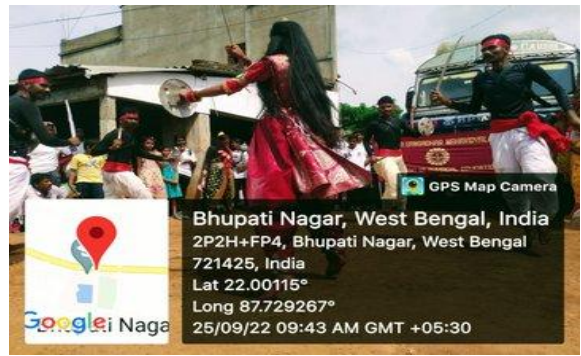 GPS Map Camera
Bhupati Nagar, West Bengal, India
2P2H+FP4, Bhupati Nagar, West Bengal
721425, India
Lat 22.00115°
Long 87.729267°
25/09/22 09:43 AM GMT +05:30
Google